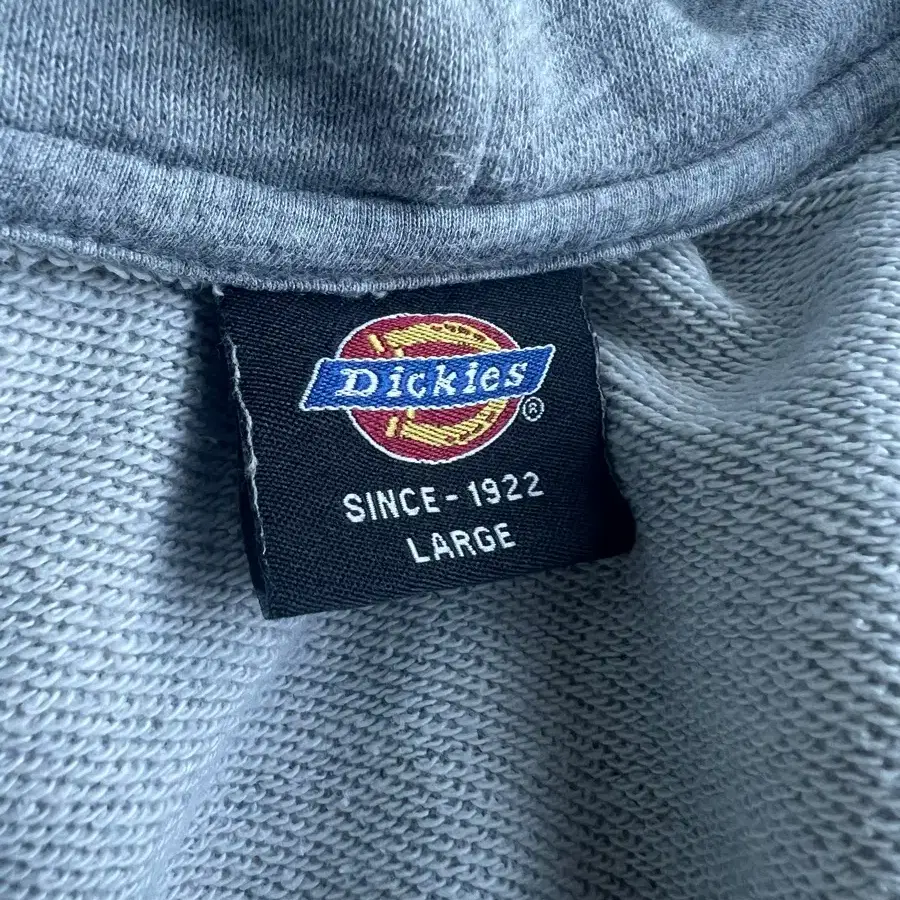 Dickies
®
SINCE-1922
LARGE